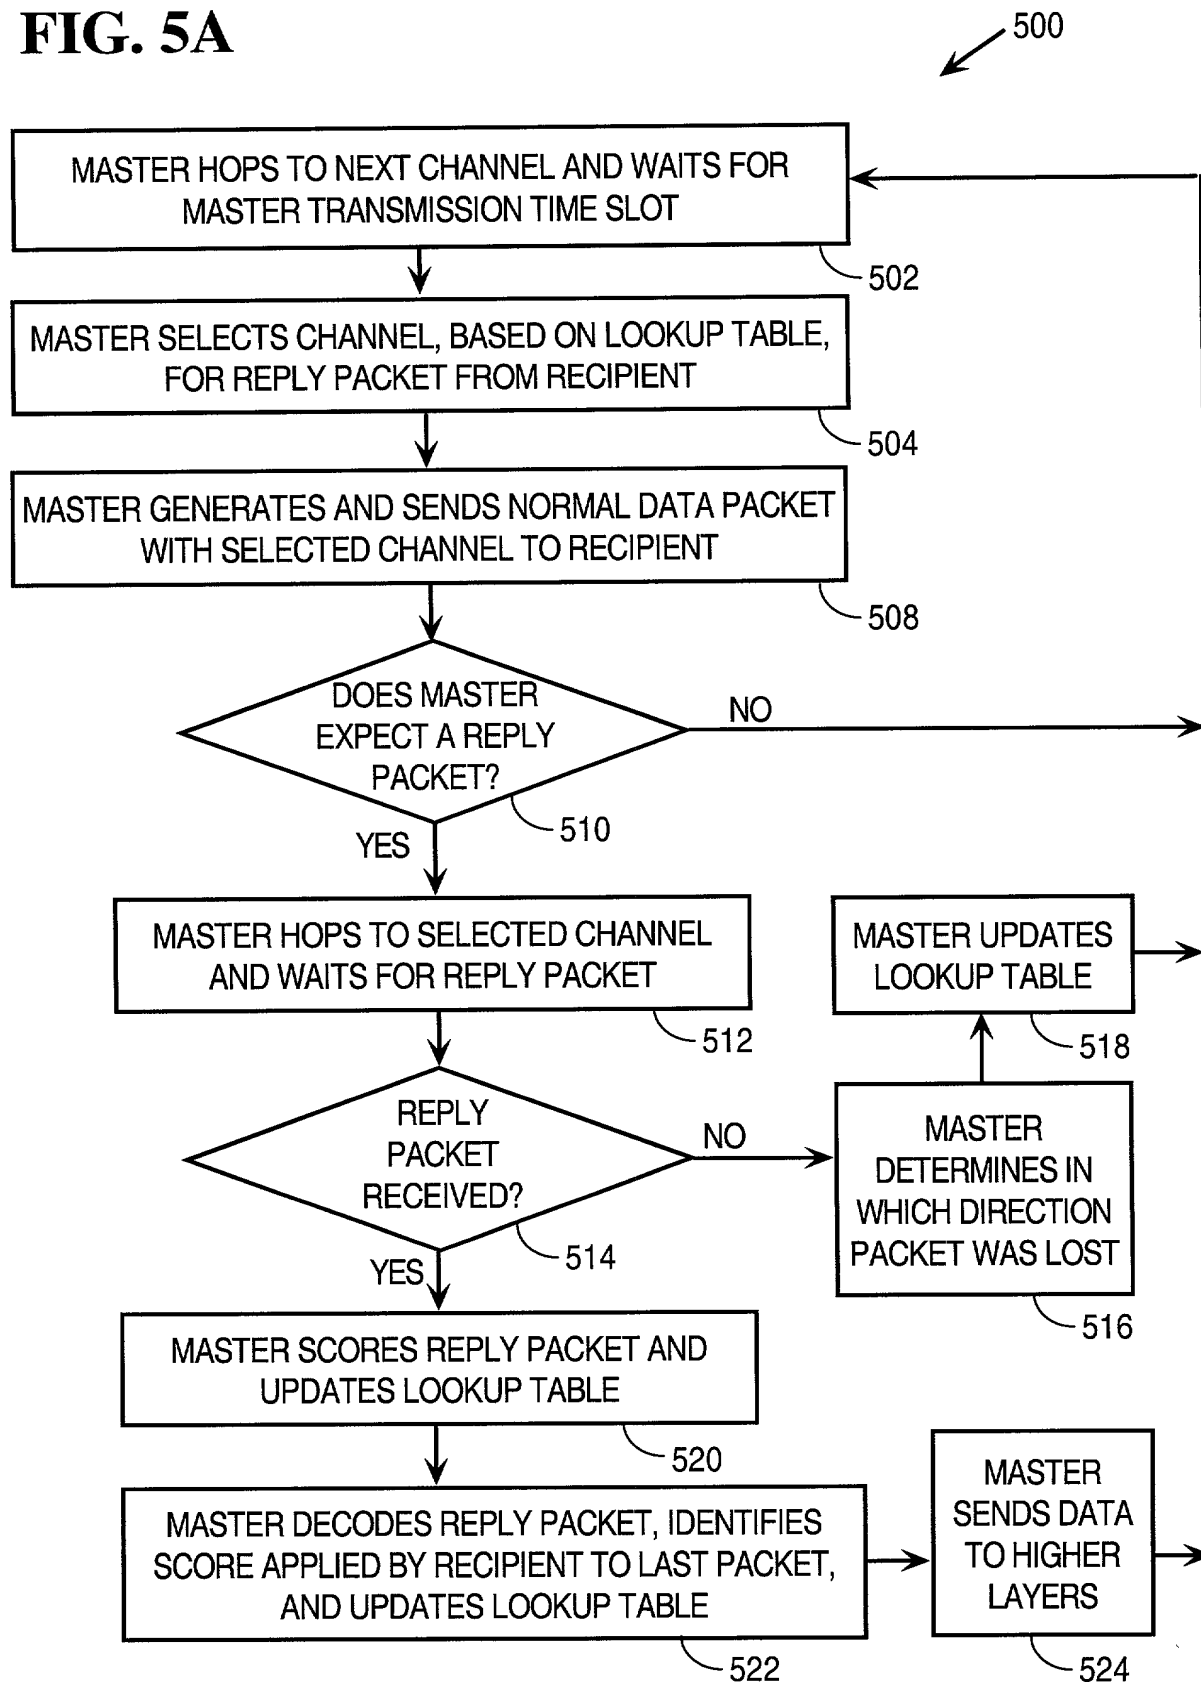 FIG. 5A
500
MASTER HOPS TO NEXT CHANNEL AND WAITS FOR
MASTER TRANSMISSION TIME SLOT
502
MASTER SELECTS CHANNEL, BASED ON LOOKUP TABLE,
FOR REPLY PACKET FROM RECIPIENT
504
MASTER GENERATES AND SENDS NORMAL DATA PACKET
WITH SELECTED CHANNEL TO RECIPIENT
508
DOES MASTER
EXPECT A REPLY
PACKET?
NO
510
YES
MASTER HOPS TO SELECTED CHANNEL
AND WAITS FOR REPLY PACKET
512
MASTER UPDATES
LOOKUP TABLE
518
REPLY
PACKET
RECEIVED?
NO
514
YES
MASTER
DETERMINES IN
WHICH DIRECTION
PACKET WAS LOST
516
MASTER SCORES REPLY PACKET AND
UPDATES LOOKUP TABLE
520
MASTER DECODES REPLY PACKET, IDENTIFIES
SCORE APPLIED BY RECIPIENT TO LAST PACKET,
AND UPDATES LOOKUP TABLE
522
MASTER
SENDS DATA
TO HIGHER
LAYERS
524